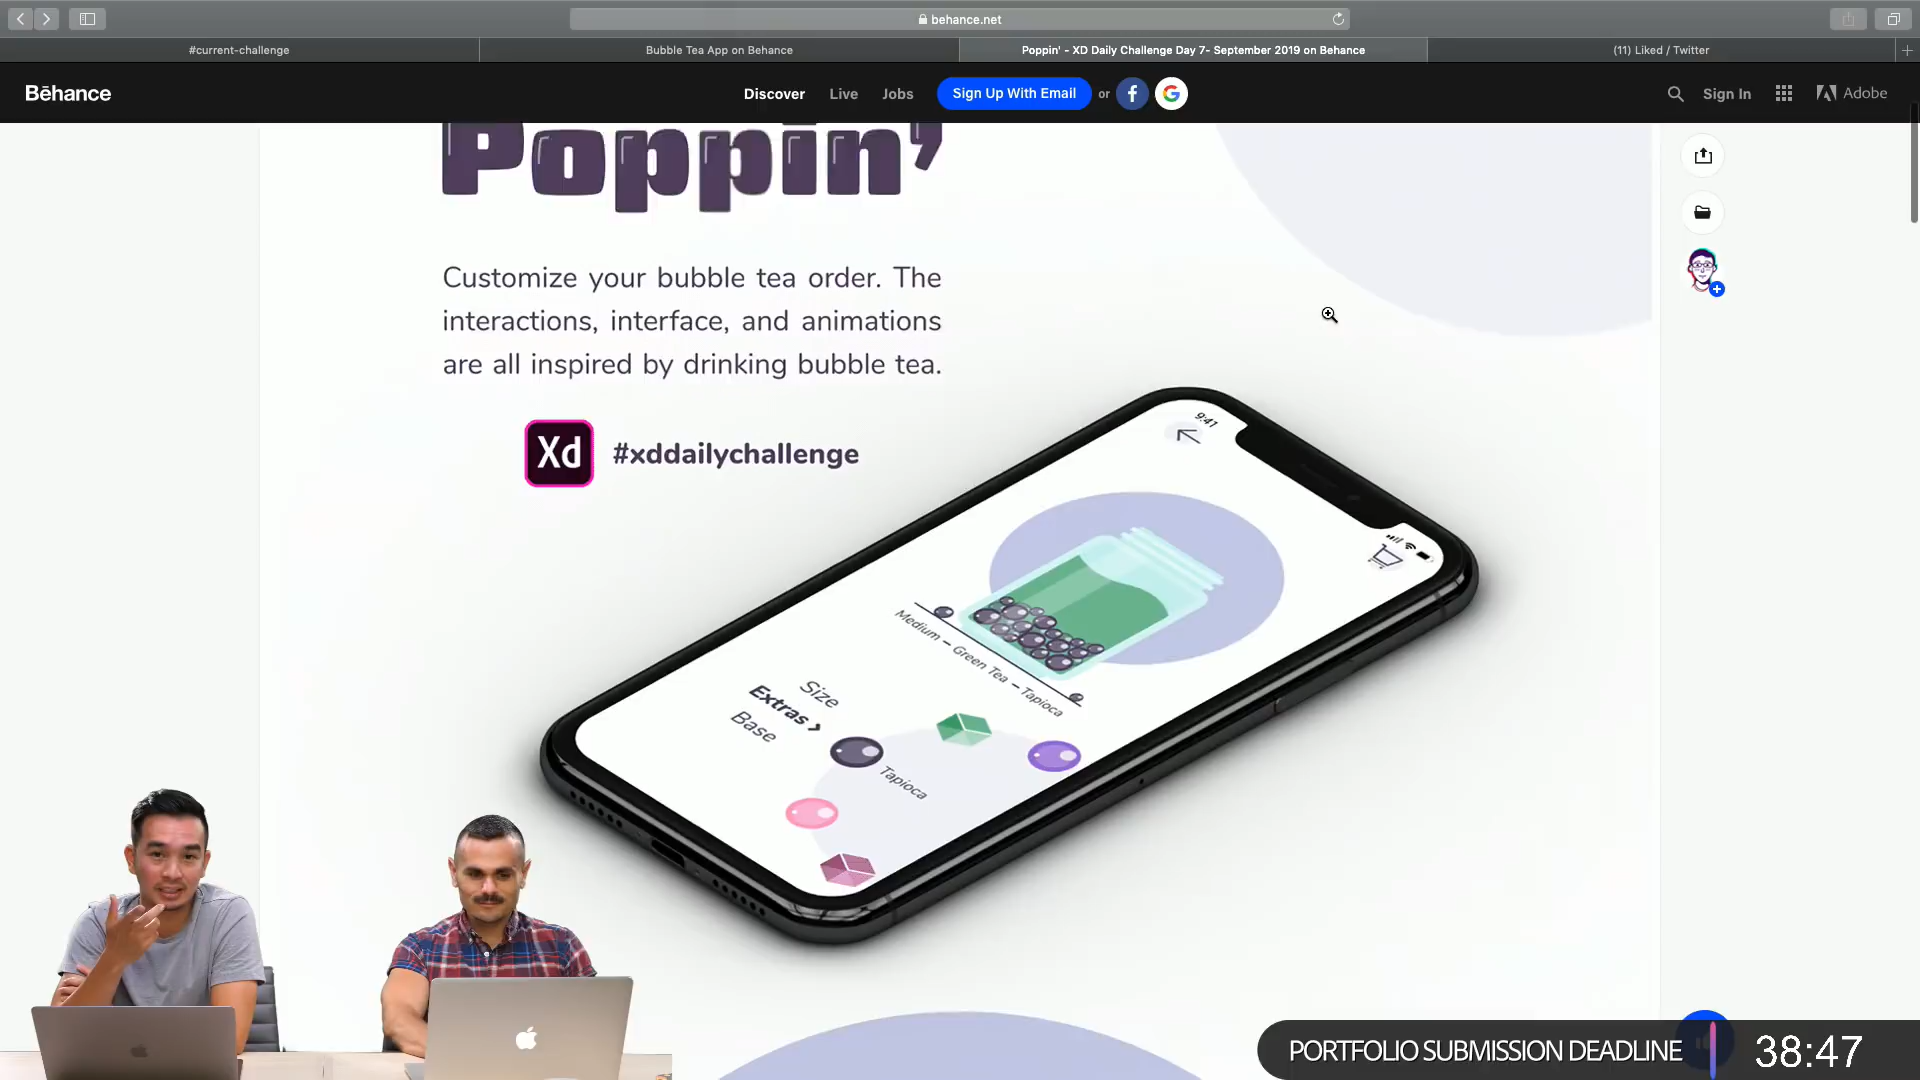 behance.net
#current-challenge
Bubble Tea App on Behance
Poppin' - XD Daily Challenge Day 7- September 2019 on Behance
(11) Liked / Twitter
Bēhance
Discover
Live
Jobs
Sign Up With Email
or
f
G
Sign In
Adobe
Poppin'
Customize your bubble tea order. The
interactions, interface, and animations
are all inspired by drinking bubble tea.
Xd
#xddailychallenge
9:41
Medium – Green Tea – Tapioca
Size
Extras ›
Base
Tapioca
PORTFOLIO SUBMISSION DEADLINE
38:47